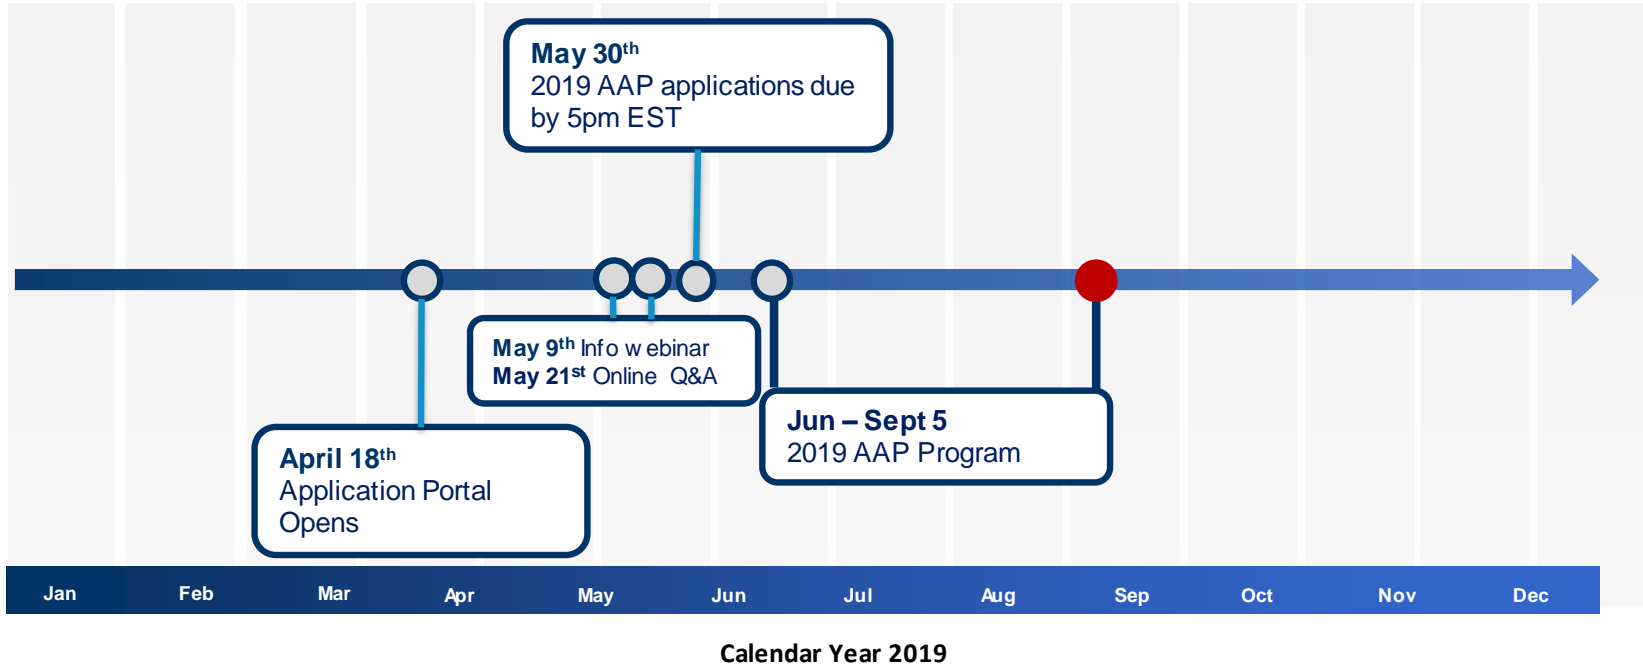 May 30th
2019 AAP applications due
by 5pm EST
May 9th Info webinar
May 21st Online Q&A
Jun – Sept 5
2019 AAP Program
April 18th
Application Portal
Opens
Jan Feb Mar Apr May Jun Jul Aug Sep Oct Nov Dec
Calendar Year 2019